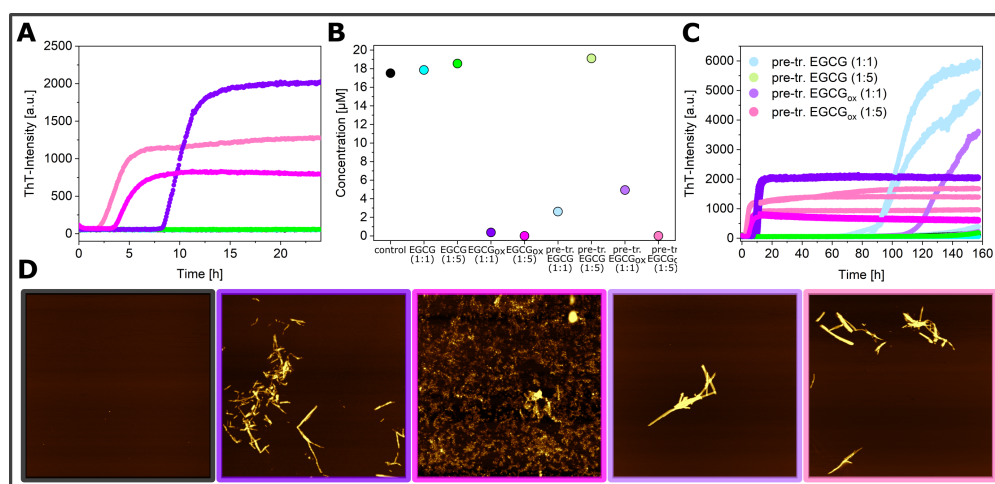 A
2500
2000
1500
1000
500
0
ThT-Intensity [a.u.]
0 5 10 15 20
Time [h]
B
20
18
16
14
12
10
8
6
4
2
0
Concentration [µM]
control
EGCG
(1:1)
EGCG
(1:5)
EGCGox
(1:1)
EGCGox
(1:5)
pre-tr.
EGCG
(1:1)
pre-tr.
EGCG
(1:5)
pre-tr.
EGCGox
(1:1)
pre-tr
EGCG
(1:5)
C
6000
5000
4000
3000
2000
1000
0
ThT-Intensity [a.u.]
pre-tr. EGCG (1:1)
pre-tr. EGCG (1:5)
pre-tr. EGCGox (1:1)
pre-tr. EGCGox (1:5)
0 20 40 60 80 100 120 140 160
Time [h]
D